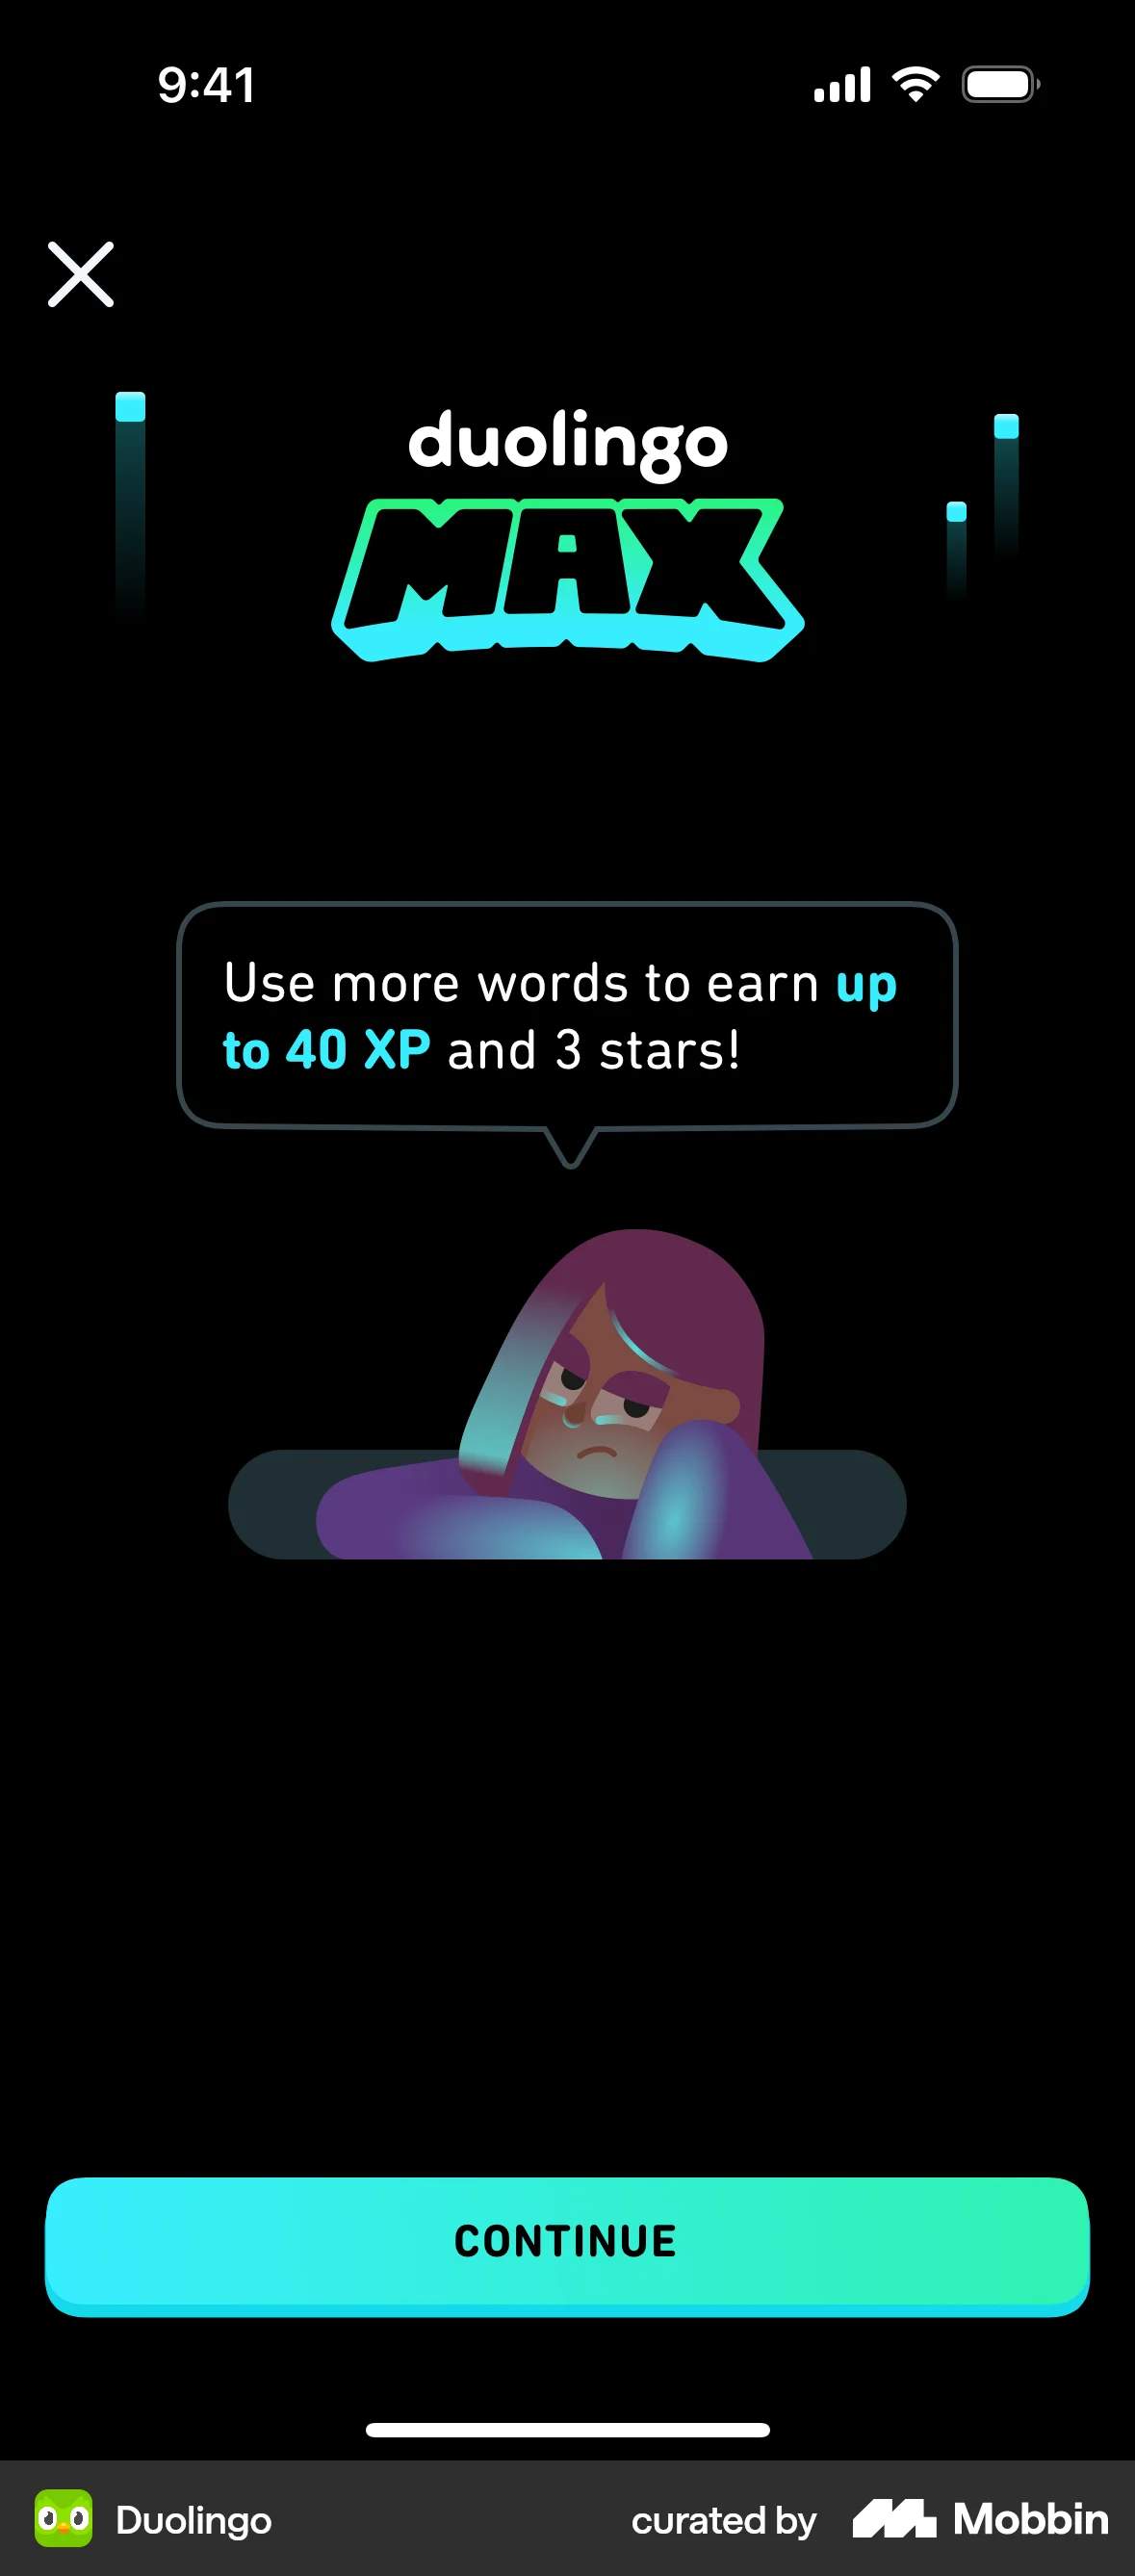 9:41
duolingo
MAX
Use more words to earn up
to 40 XP and 3 stars!
CONTINUE
Duolingo
curated by Mobbin